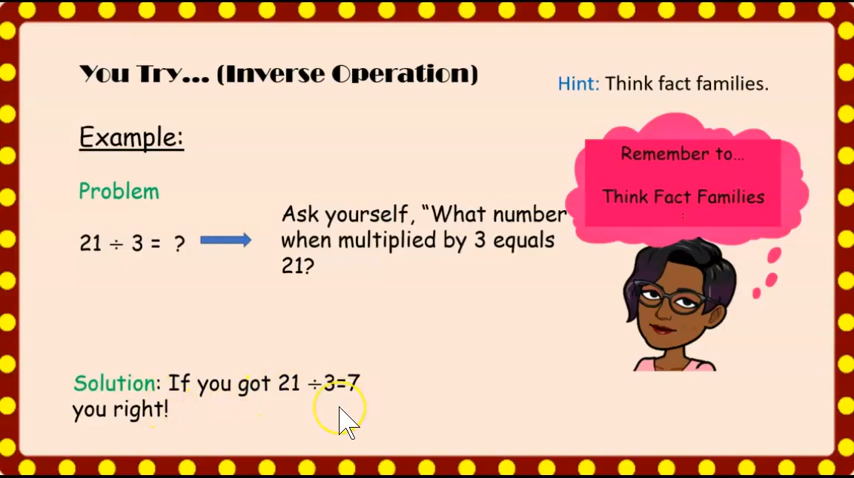 You Try... (Inverse Operation)
Hint: Think fact families.
Example:
Remember to...
Think Fact Families
:
Problem
21 ÷ 3 = ?
Ask yourself, “What number
when multiplied by 3 equals
21?
Solution: If you got 21 ÷3=7
you right!